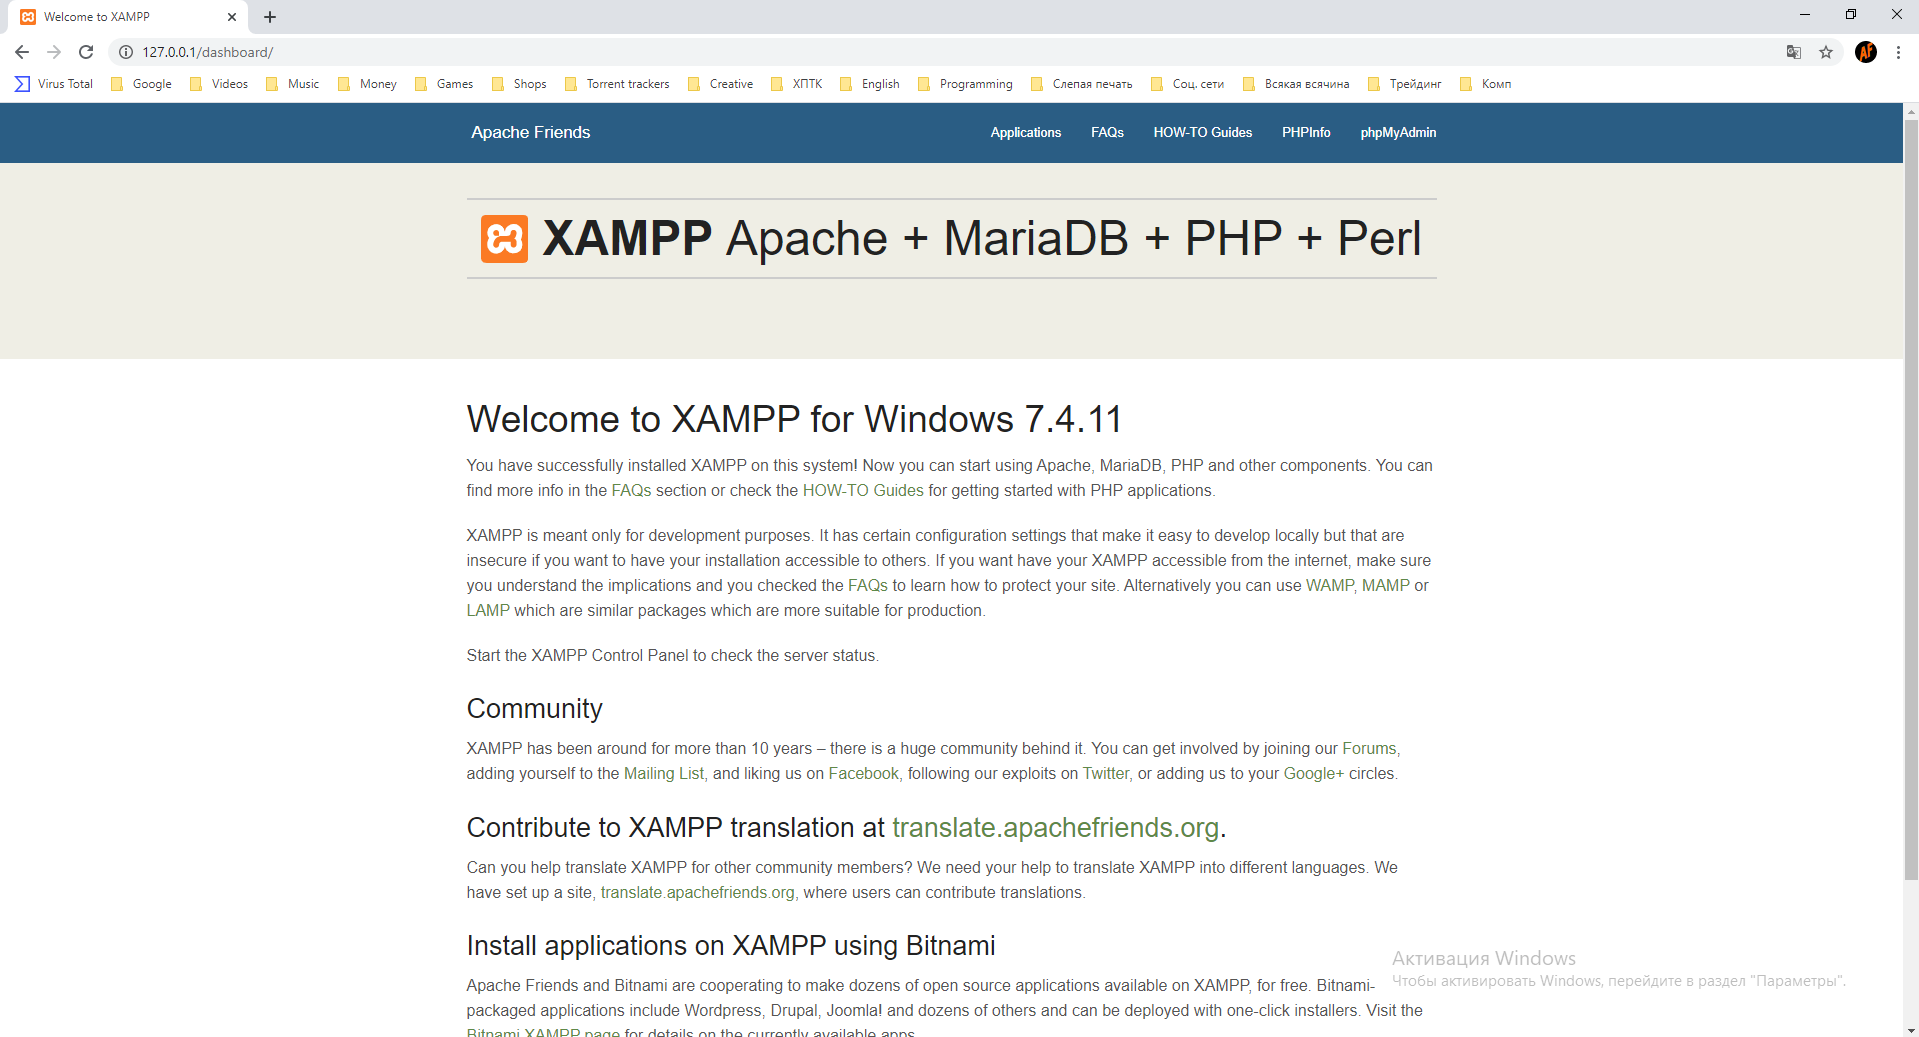 Welcome to XAMPP
127.0.0.1/dashboard/
Virus Total Google Videos Music Money Games Shops Torrent trackers Creative ХПТК English Programming Слепая печать Соц. сети Всякая всячина Трейдинг Комп
Apache Friends Applications FAQs HOW-TO Guides PHPInfo phpMyAdmin
XAMPP Apache + MariaDB + PHP + Perl
Welcome to XAMPP for Windows 7.4.11
You have successfully installed XAMPP on this system! Now you can start using Apache, MariaDB, PHP and other components. You can
find more info in the FAQs section or check the HOW-TO Guides for getting started with PHP applications.
XAMPP is meant only for development purposes. It has certain configuration settings that make it easy to develop locally but that are
insecure if you want to have your installation accessible to others. If you want have your XAMPP accessible from the internet, make sure
you understand the implications and you checked the FAQs to learn how to protect your site. Alternatively you can use WAMP, MAMP or
LAMP which are similar packages which are more suitable for production.
Start the XAMPP Control Panel to check the server status.
Community
XAMPP has been around for more than 10 years – there is a huge community behind it. You can get involved by joining our Forums,
adding yourself to the Mailing List, and liking us on Facebook, following our exploits on Twitter, or adding us to your Google+ circles.
Contribute to XAMPP translation at translate.apachefriends.org.
Can you help translate XAMPP for other community members? We need your help to translate XAMPP into different languages. We
have set up a site, translate.apachefriends.org, where users can contribute translations.
Install applications on XAMPP using Bitnami
Apache Friends and Bitnami are cooperating to make dozens of open source applications available on XAMPP, for free. Bitnami-
packaged applications include Wordpress, Drupal, Joomla! and dozens of others and can be deployed with one-click installers. Visit the
Bitnami XAMPP page for details on the currently available apps.
Активация Windows
Чтобы активировать Windows, перейдите в раздел "Параметры".
AF